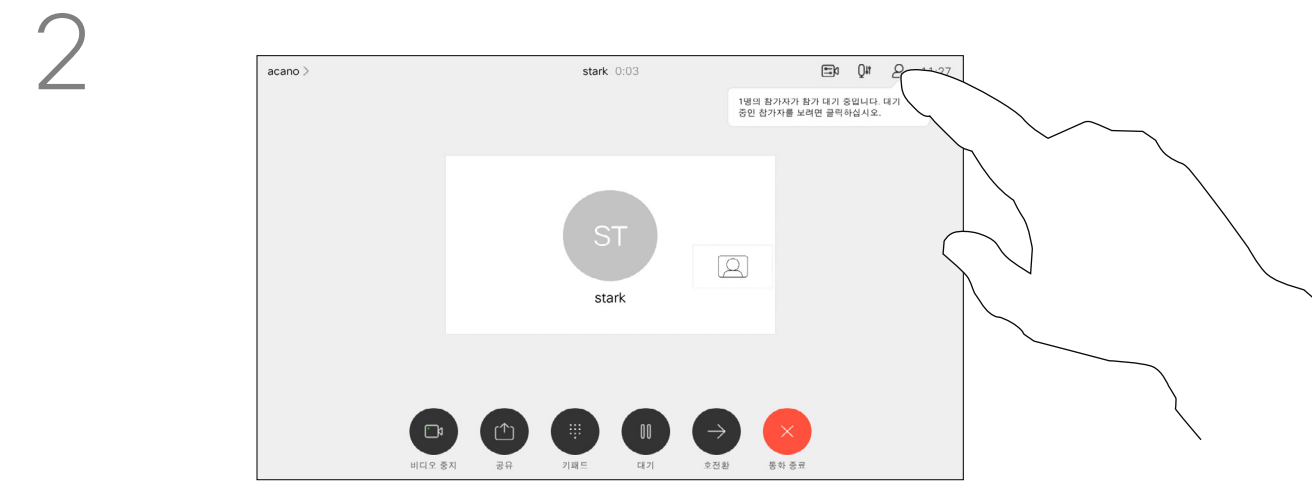 2
acano >
stark 0:03
11:27
1명의 참가자가 참가 대기 중입니다. 대기
중인 참가자를 보려면 클릭하십시오.
ST
stark
비디오 중지 공유 키패드 대기 호전환 통화 종료